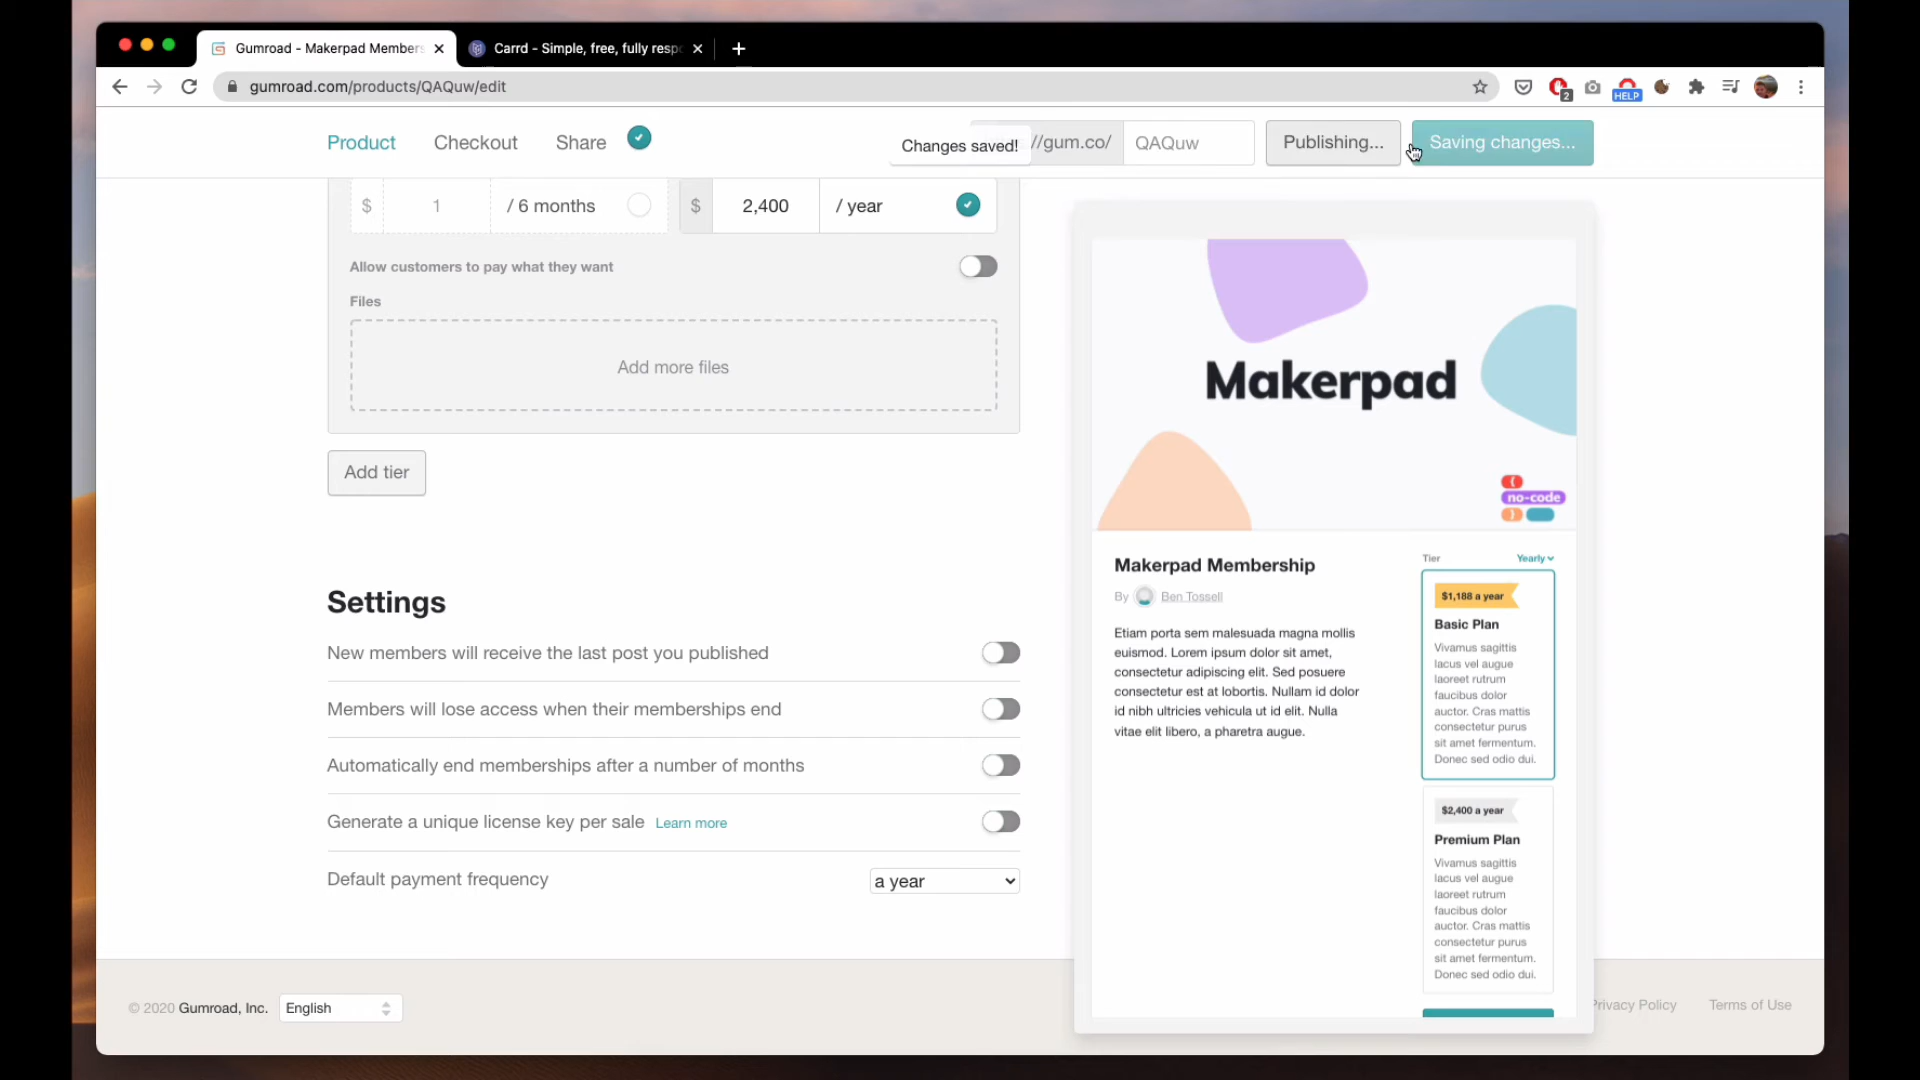 Gumroad - Makerpad Members
Carrd - Simple, free, fully resp
gumroad.com/products/QAQuw/edit
2
HELP
Product
Checkout
Share
Changes saved!
//gum.co/
QAQuw
Publishing...
Saving changes...
$
1
/ 6 months
$
2,400
/ year
Allow customers to pay what they want
Files
Add more files
Add tier
Settings
New members will receive the last post you published
Members will lose access when their memberships end
Automatically end memberships after a number of months
Generate a unique license key per sale
Learn more
Default payment frequency
a year
Makerpad
{
no-code
}
Makerpad Membership
By
Ben Tossell
Etiam porta sem malesuada magna mollis
euismod. Lorem ipsum dolor sit amet,
consectetur adipiscing elit. Sed posuere
consectetur est at lobortis. Nullam id dolor
id nibh ultricies vehicula ut id elit. Nulla
vitae elit libero, a pharetra augue.
Tier
Yearly
$1,188 a year
Basic Plan
Vivamus sagittis
lacus vel augue
laoreet rutrum
faucibus dolor
auctor. Cras mattis
consectetur purus
sit amet fermentum.
Donec sed odio dui.
$2,400 a year
Premium Plan
Vivamus sagittis
lacus vel augue
laoreet rutrum
faucibus dolor
auctor. Cras mattis
consectetur purus
sit amet fermentum.
Donec sed odio dui.
© 2020 Gumroad, Inc.
English
Privacy Policy
Terms of Use